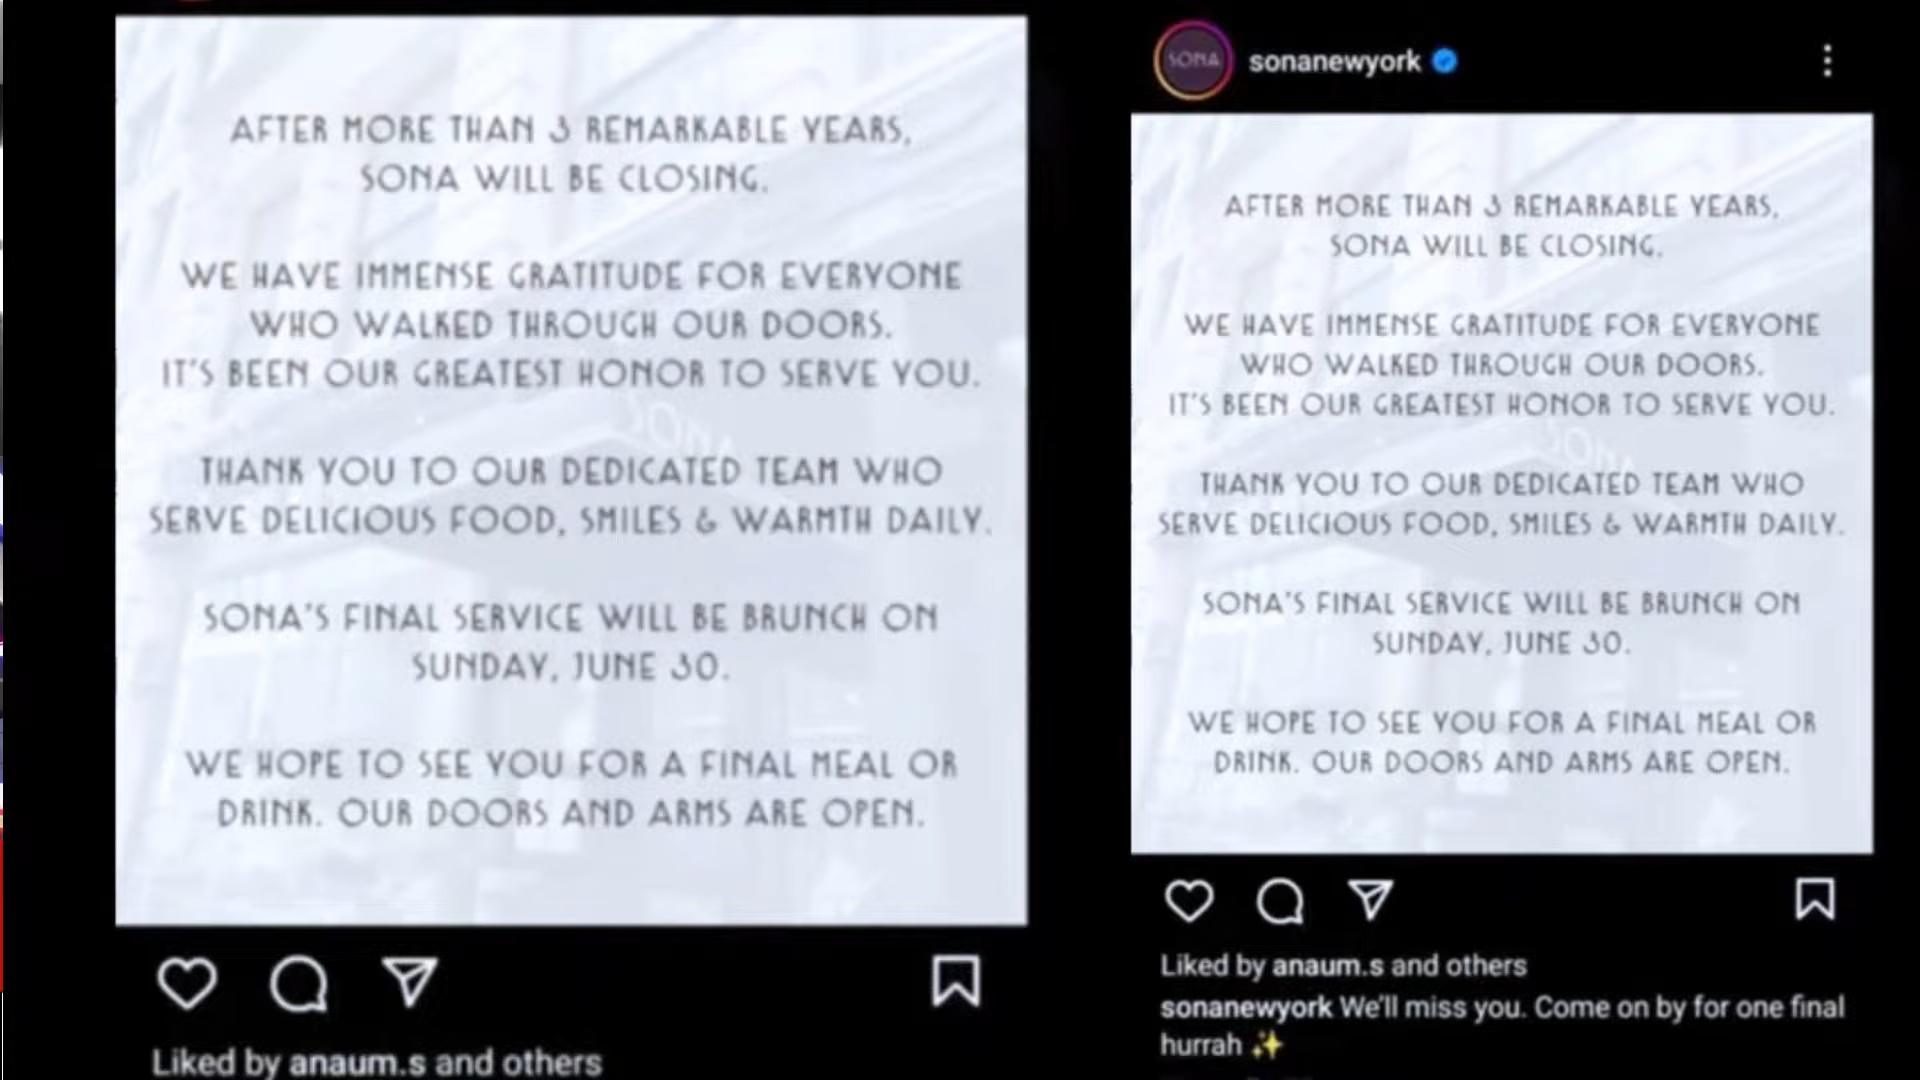 AFTER MORE THAN 3 REMARKABLE YEARS,
SONA WILL BE CLOSING.
WE HAVE IMMENSE GRATITUDE FOR EVERYONE
WHO WALKED THROUGH OUR DOORS.
IT'S BEEN OUR GREATEST HONOR TO SERVE YOU.
THANK YOU TO OUR DEDICATED TEAM WHO
SERVE DELICIOUS FOOD, SMILES & WARMTH DAILY.
SONA'S FINAL SERVICE WILL BE BRUNCH ON
SUNDAY, JUNE 30.
WE HOPE TO SEE YOU FOR A FINAL MEAL OR
DRINK. OUR DOORS AND ARMS ARE OPEN.
SONA
Liked by anaum.s and others
SONA
sonanewyork
AFTER MORE THAN 3 REMARKABLE YEARS,
SONA WILL BE CLOSING.
WE HAVE IMMENSE GRATITUDE FOR EVERYONE
WHO WALKED THROUGH OUR DOORS.
IT'S BEEN OUR GREATEST HONOR TO SERVE YOU.
THANK YOU TO OUR DEDICATED TEAM WHO
SERVE DELICIOUS FOOD, SMILES & WARMTH DAILY.
SONA'S FINAL SERVICE WILL BE BRUNCH ON
SUNDAY, JUNE 30.
WE HOPE TO SEE YOU FOR A FINAL MEAL OR
DRINK. OUR DOORS AND ARMS ARE OPEN.
SONA
Liked by anaum.s and others
sonanewyork We'll miss you. Come on by for one final
hurrah ✨